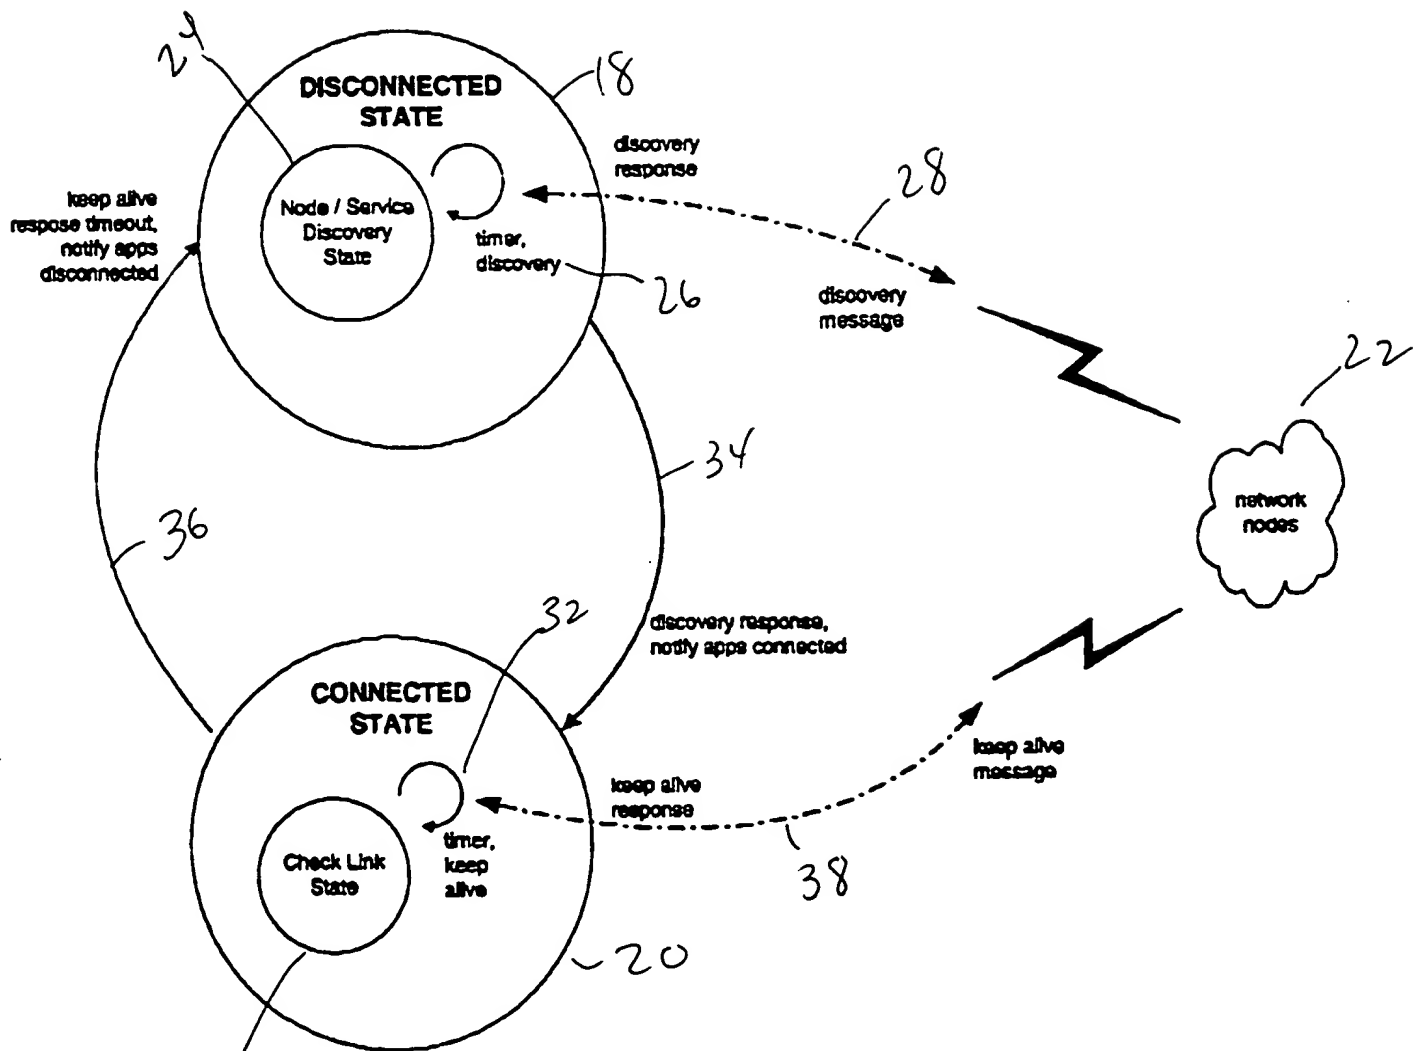 24
DISCONNECTED
STATE
18
discovery
response
28
keep alive
respose timeout,
notify apps
disconnected
Node / Service
Discovery
State
timer,
discovery
26
discovery
message
22
34
network
nodes
36
32
discovery response,
notify apps connected
CONNECTED
STATE
keep alive
message
keep alive
response
timer,
keep
alive
Check Link
State
38
20